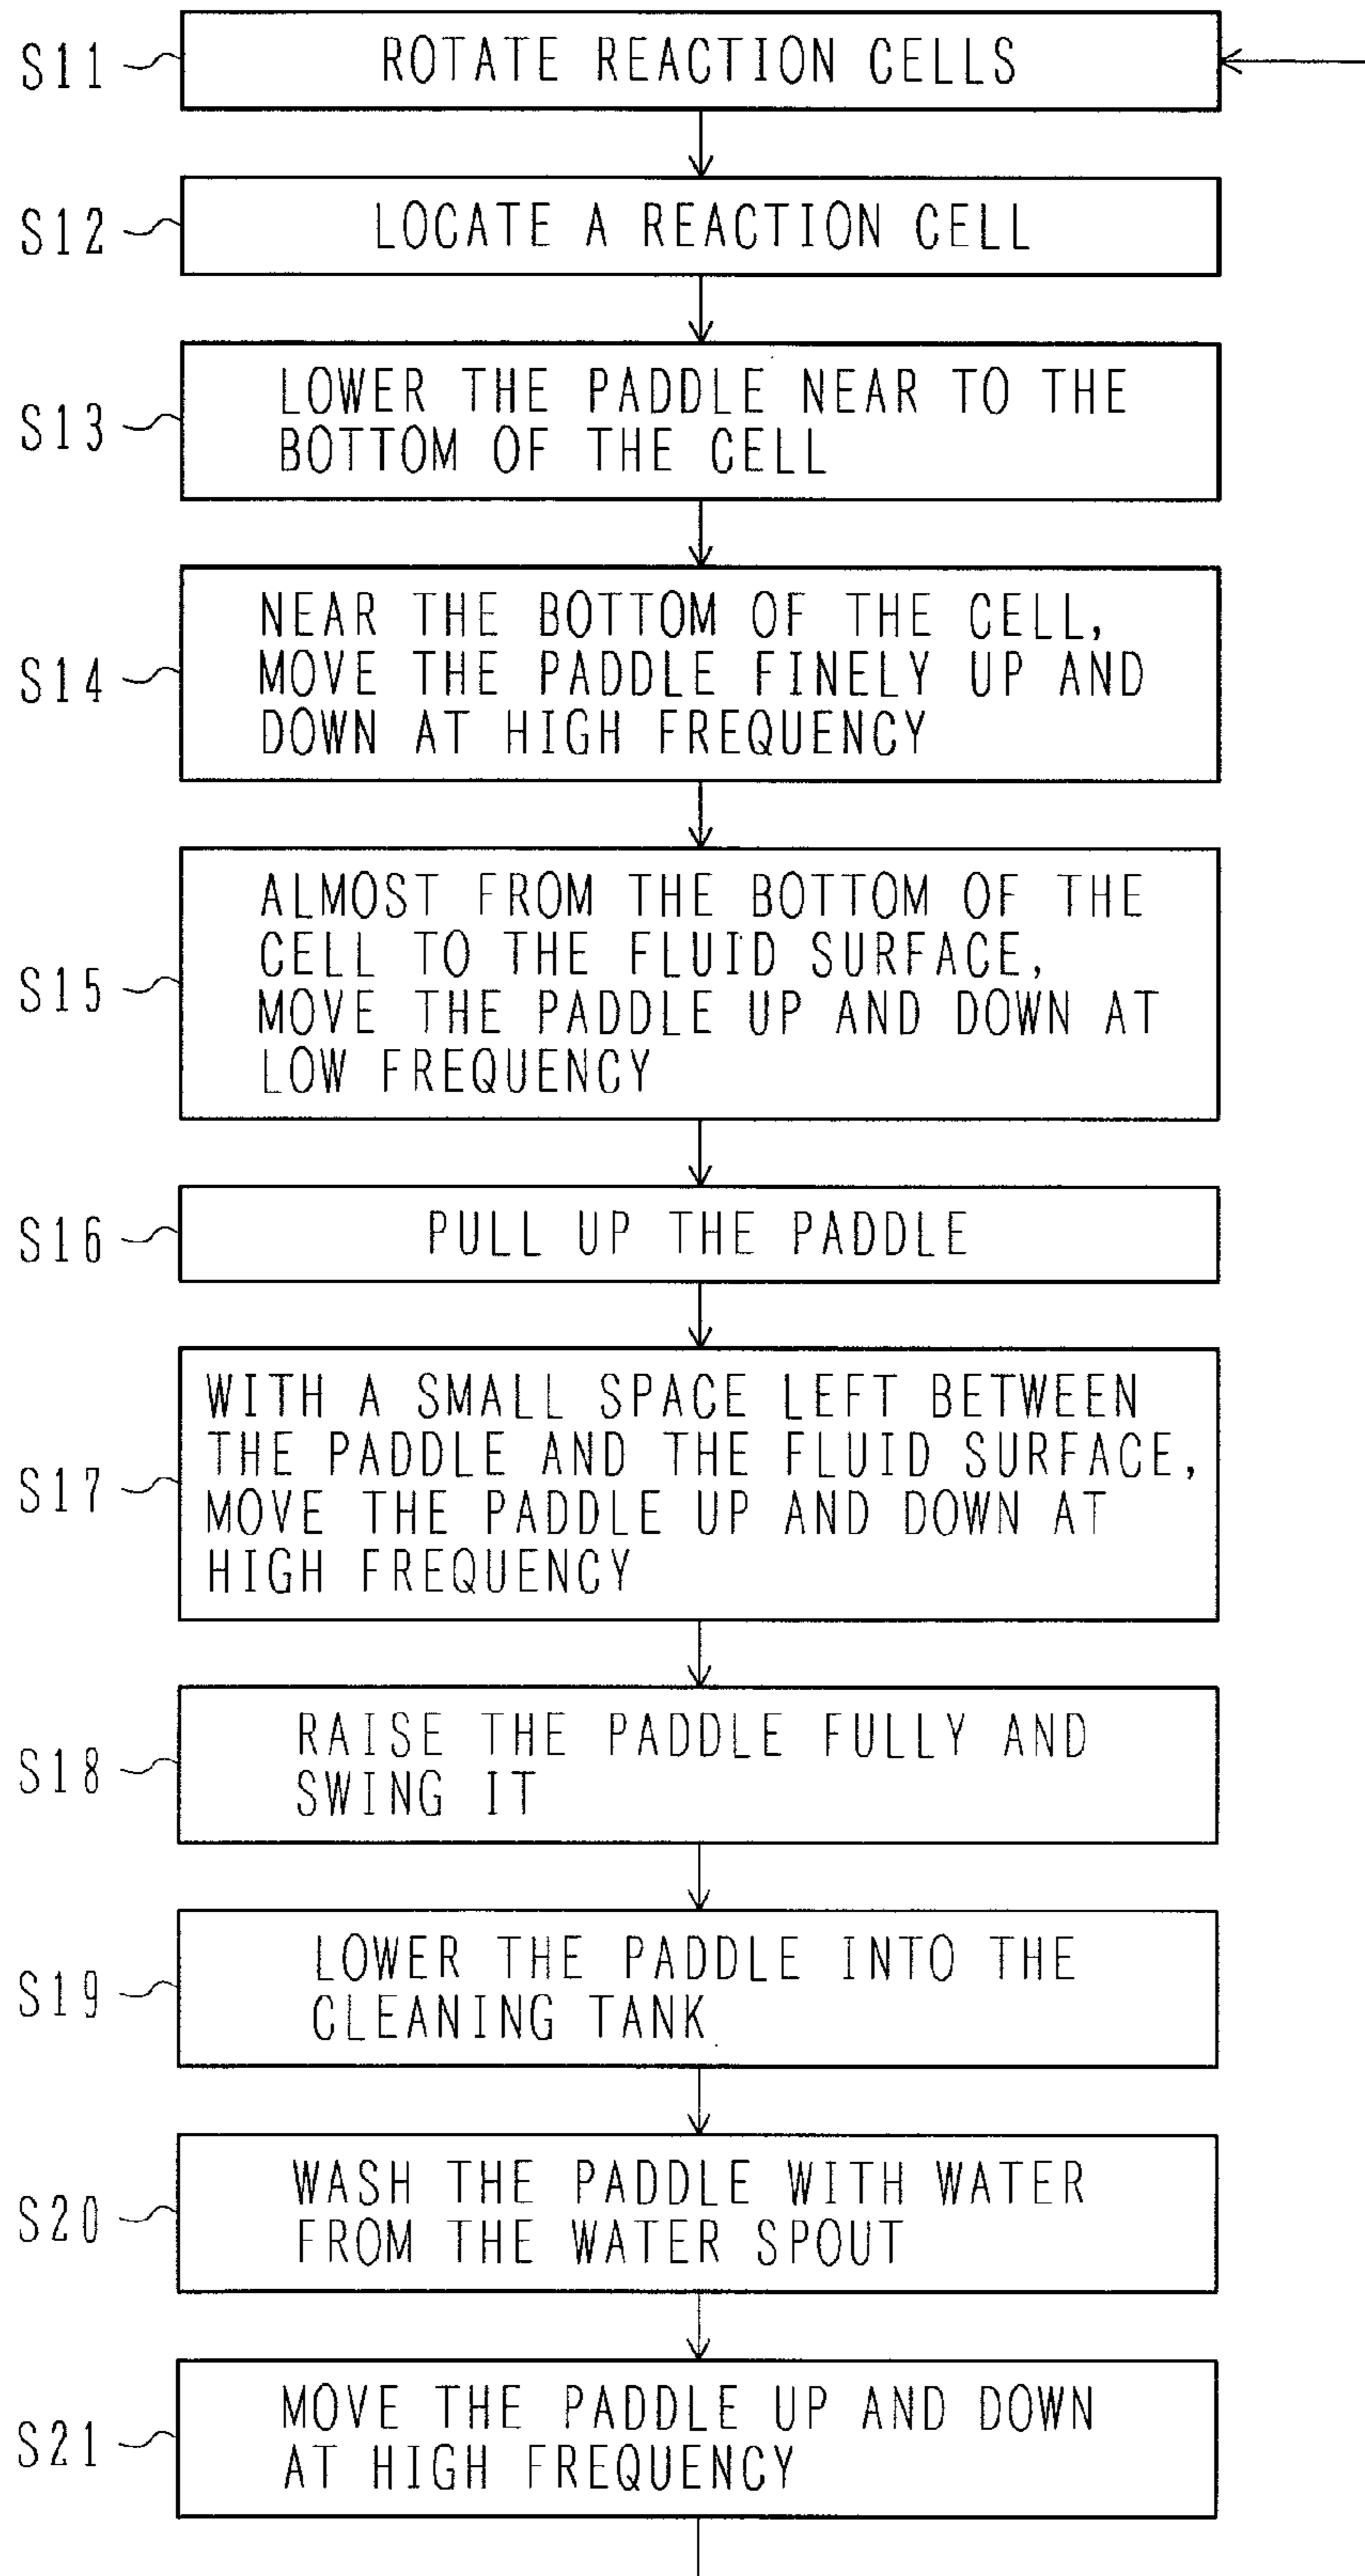 S11 ROTATE REACTION CELLS
S12 LOCATE A REACTION CELL
S13 LOWER THE PADDLE NEAR TO THE
BOTTOM OF THE CELL
S14 NEAR THE BOTTOM OF THE CELL,
MOVE THE PADDLE FINELY UP AND
DOWN AT HIGH FREQUENCY
S15 ALMOST FROM THE BOTTOM OF THE
CELL TO THE FLUID SURFACE,
MOVE THE PADDLE UP AND DOWN AT
LOW FREQUENCY
S16 PULL UP THE PADDLE
S17 WITH A SMALL SPACE LEFT BETWEEN
THE PADDLE AND THE FLUID SURFACE,
MOVE THE PADDLE UP AND DOWN AT
HIGH FREQUENCY
S18 RAISE THE PADDLE FULLY AND
SWING IT
S19 LOWER THE PADDLE INTO THE
CLEANING TANK
S20 WASH THE PADDLE WITH WATER
FROM THE WATER SPOUT
S21 MOVE THE PADDLE UP AND DOWN
AT HIGH FREQUENCY